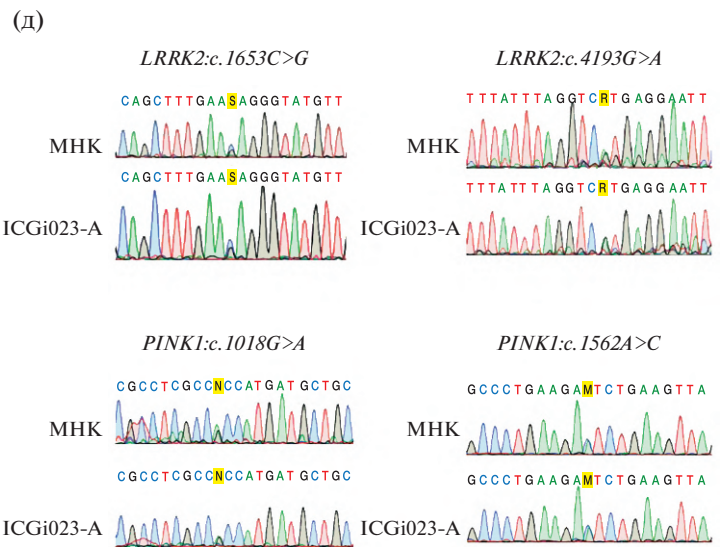 (д)
LRRK2:c.1653C>G
CAGCTTTGAASAGGGTATGTT
МНК
CAGCTTTGAASAGGGTATGTT
ICGi023-A
LRRK2:c.4193G>A
TTTATTTAGGTCRTGAGGAATT
МНК
TTTATTTAGGTCRTGAGGAATT
ICGi023-A
PINK1:c.1018G>A
CGCCTCGCCNCCATGATGCTGC
МНК
CGCCTCGCCNCCATGATGCTGC
ICGi023-A
PINK1:c.1562A>C
GCCCTGAAGAMTCTGAAGTTA
МНК
GCCCTGAAGAMTCTGAAGTTA
ICGi023-A